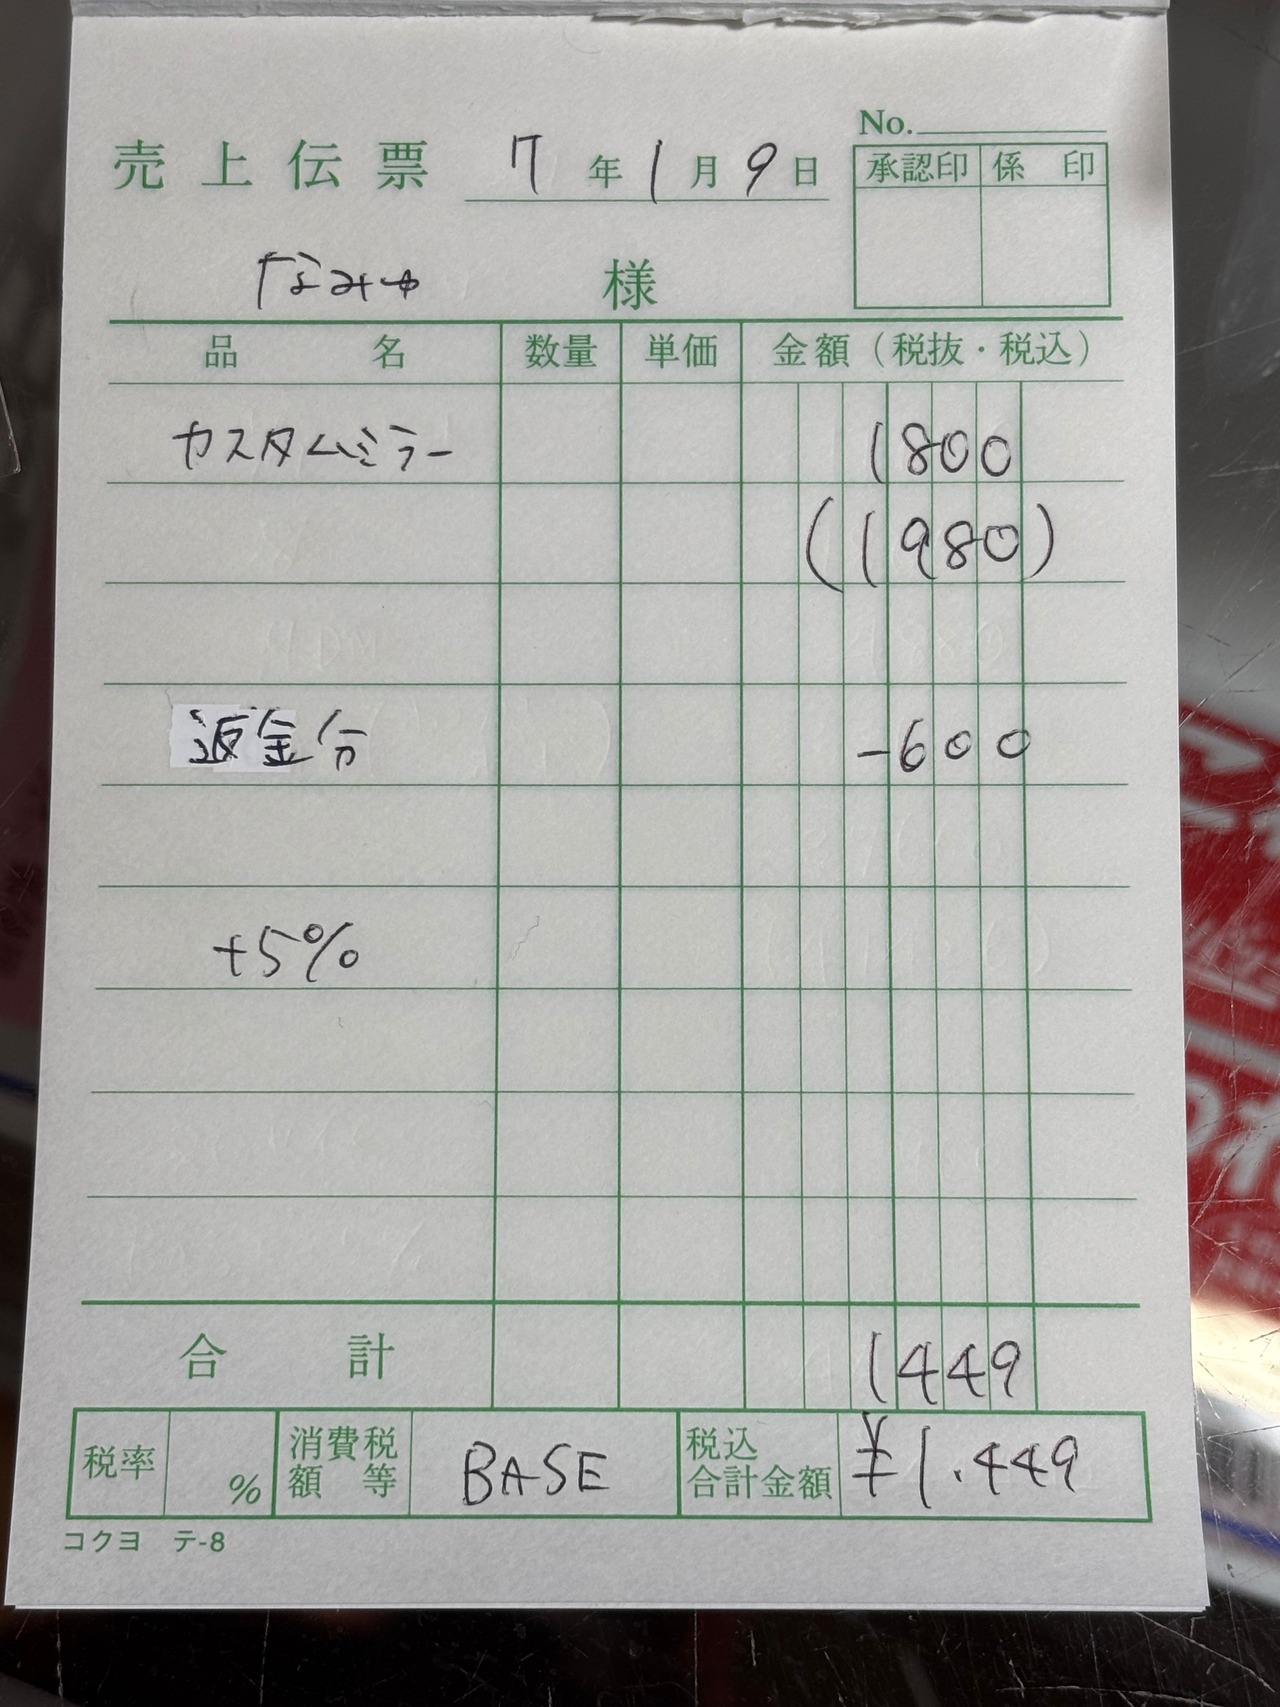 No.
売上伝票 7年1月9日
承認印 係印
なみゆ 様
品名 数量 単価 金額（税抜・税込）
カスタムミラー 1800
(1980)
返金分 -600
+5%
合計 1449
税率 % 消費税額等 BASE 税込合計金額 ¥1.449
コクヨ テ-8